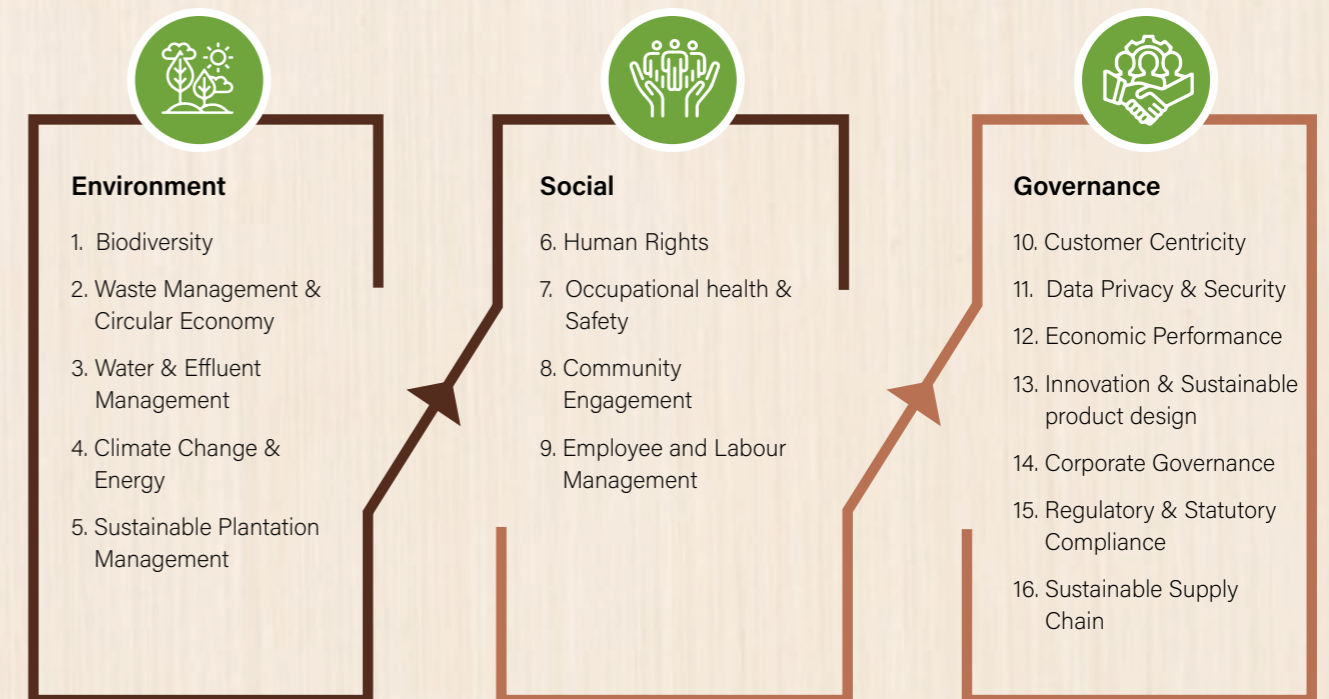 Environment
1. Biodiversity
2. Waste Management &
Circular Economy
3. Water & Effluent
Management
4. Climate Change &
Energy
5. Sustainable Plantation
Management
Social
6. Human Rights
7. Occupational health &
Safety
8. Community
Engagement
9. Employee and Labour
Management
Governance
10. Customer Centricity
11. Data Privacy & Security
12. Economic Performance
13. Innovation & Sustainable
product design
14. Corporate Governance
15. Regulatory & Statutory
Compliance
16. Sustainable Supply
Chain